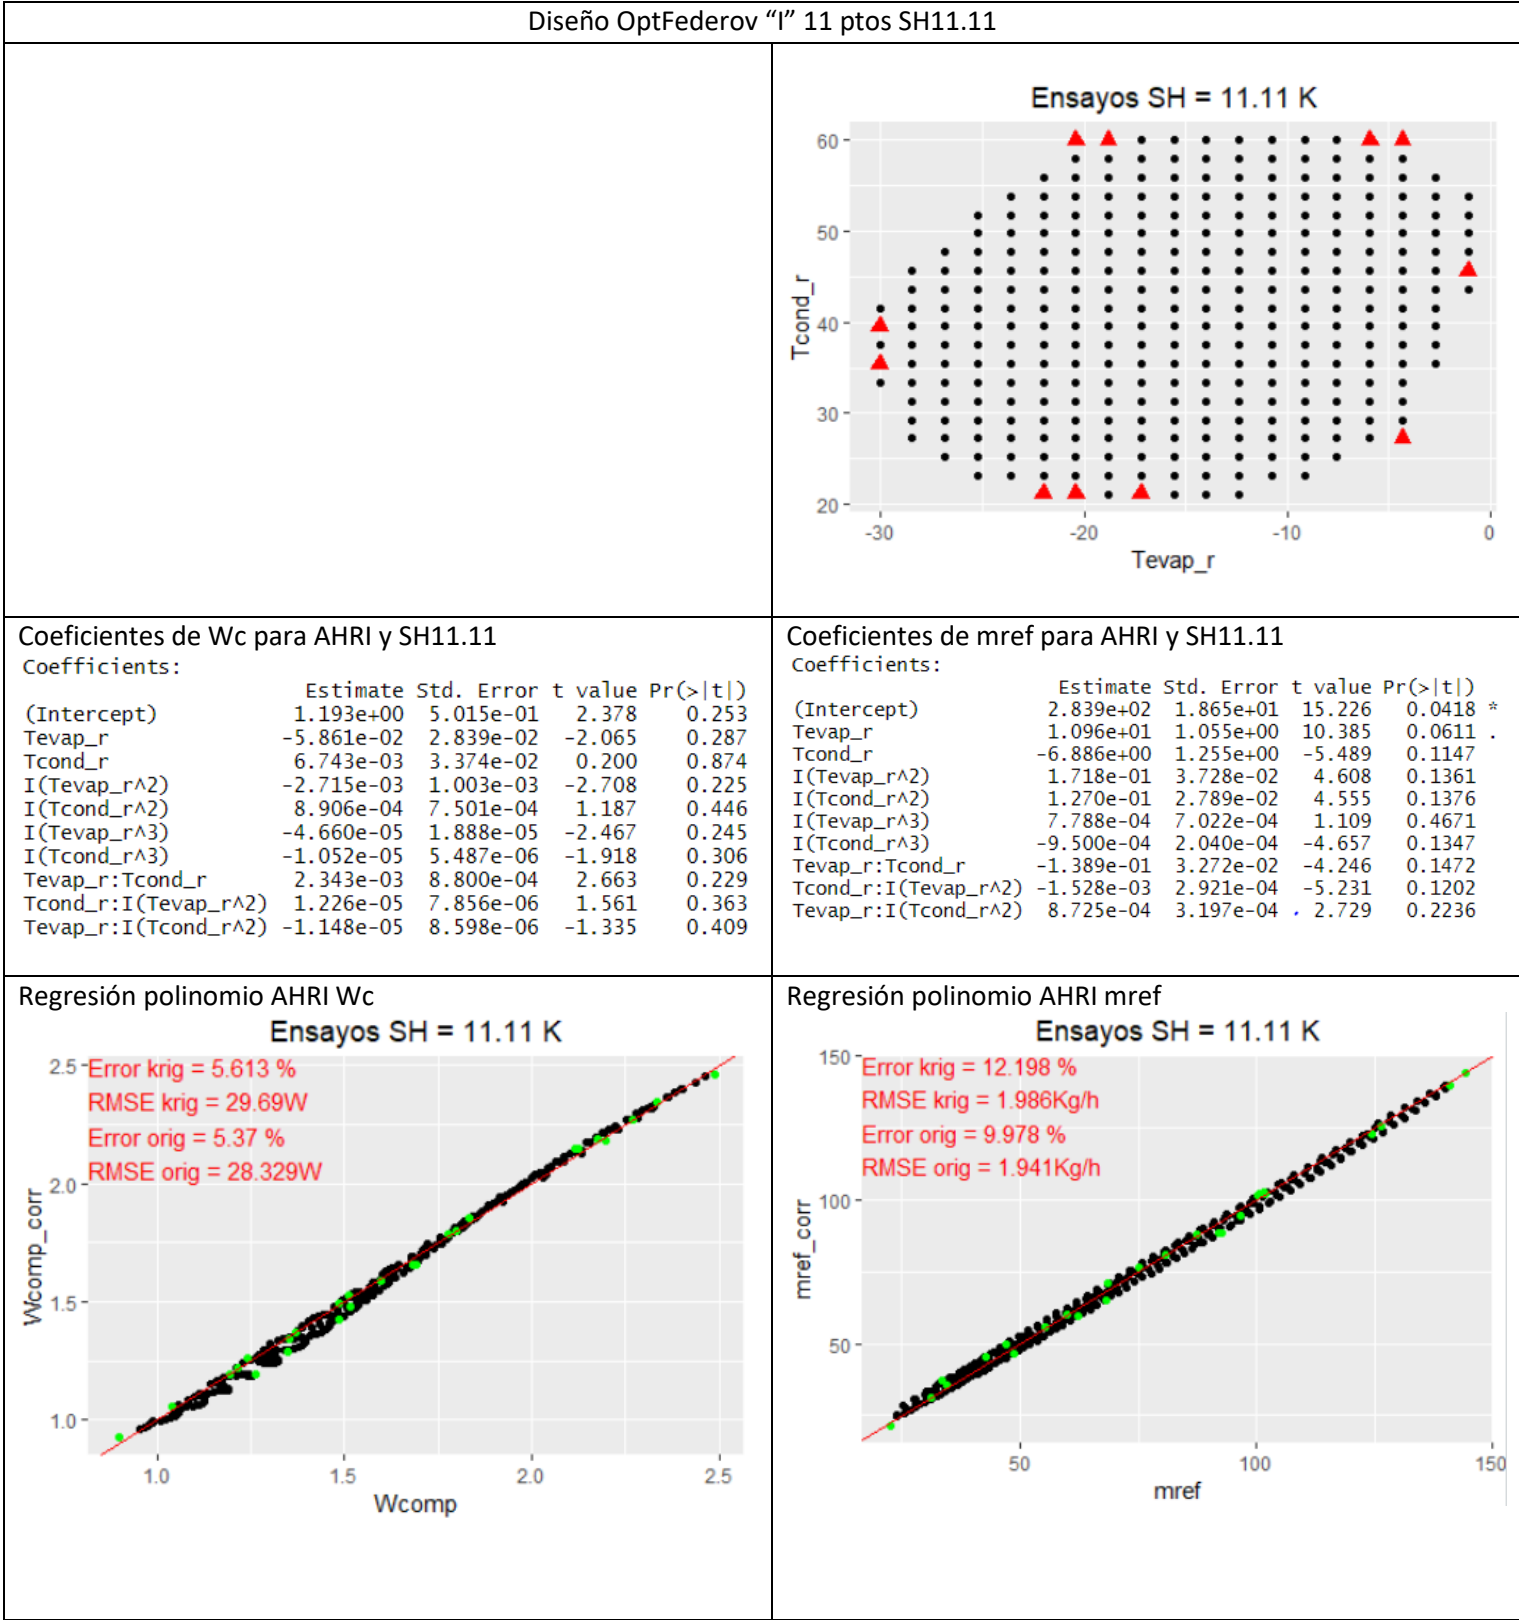 Diseño OptFederov “I” 11 ptos SH11.11
Ensayos SH = 11.11 K
60
50
40
30
20
Tcond_r
-30 -20 -10 0
Tevap_r
Coeficientes de Wc para AHRI y SH11.11
Coefficients:
Estimate Std. Error t value Pr(>|t|)
(Intercept) 1.193e+00 5.015e-01 2.378 0.253
Tevap_r -5.861e-02 2.839e-02 -2.065 0.287
Tcond_r 6.743e-03 3.374e-02 0.200 0.874
I(Tevap_r^2) -2.715e-03 1.003e-03 -2.708 0.225
I(Tcond_r^2) 8.906e-04 7.501e-04 1.187 0.446
I(Tevap_r^3) -4.660e-05 1.888e-05 -2.467 0.245
I(Tcond_r^3) -1.052e-05 5.487e-06 -1.918 0.306
Tevap_r:Tcond_r 2.343e-03 8.800e-04 2.663 0.229
Tcond_r:I(Tevap_r^2) 1.226e-05 7.856e-06 1.561 0.363
Tevap_r:I(Tcond_r^2) -1.148e-05 8.598e-06 -1.335 0.409
Coeficientes de mref para AHRI y SH11.11
Coefficients:
Estimate Std. Error t value Pr(>|t|)
(Intercept) 2.839e+02 1.865e+01 15.226 0.0418 *
Tevap_r 1.096e+01 1.055e+00 10.385 0.0611 .
Tcond_r -6.886e+00 1.255e+00 -5.489 0.1147
I(Tevap_r^2) 1.718e-01 3.728e-02 4.608 0.1361
I(Tcond_r^2) 1.270e-01 2.789e-02 4.555 0.1376
I(Tevap_r^3) 7.788e-04 7.022e-04 1.109 0.4671
I(Tcond_r^3) -9.500e-04 2.040e-04 -4.657 0.1347
Tevap_r:Tcond_r -1.389e-01 3.272e-02 -4.246 0.1472
Tcond_r:I(Tevap_r^2) -1.528e-03 2.921e-04 -5.231 0.1202
Tevap_r:I(Tcond_r^2) 8.725e-04 3.197e-04 2.729 0.2236
Regresión polinomio AHRI Wc
Ensayos SH = 11.11 K
Error krig = 5.613 %
RMSE krig = 29.69W
Error orig = 5.37 %
RMSE orig = 28.329W
2.5
2.0
1.5
1.0
Wcomp_corr
1.0 1.5 2.0 2.5
Wcomp
Regresión polinomio AHRI mref
Ensayos SH = 11.11 K
Error krig = 12.198 %
RMSE krig = 1.986Kg/h
Error orig = 9.978 %
RMSE orig = 1.941Kg/h
150
100
50
mref_corr
50 100 150
mref